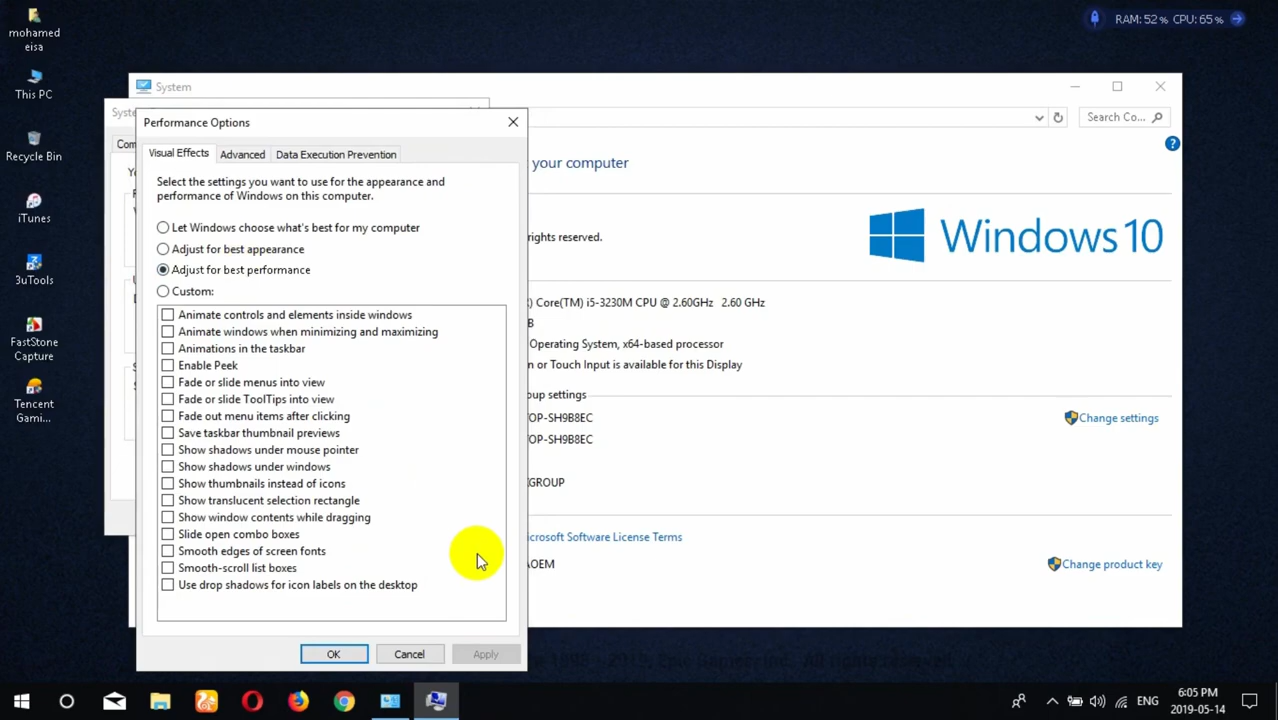 mohamed
eisa
This PC
Recycle Bin
iTunes
3uTools
FastStone
Capture
Tencent
Gami...
RAM: 52% CPU: 65%
System
Search Co...
Syst
Com
Performance Options
Visual Effects
Advanced
Data Execution Prevention
Select the settings you want to use for the appearance and
performance of Windows on this computer.
Let Windows choose what's best for my computer
Adjust for best appearance
Adjust for best performance
Custom:
Animate controls and elements inside windows
Animate windows when minimizing and maximizing
Animations in the taskbar
Enable Peek
Fade or slide menus into view
Fade or slide ToolTips into view
Fade out menu items after clicking
Save taskbar thumbnail previews
Show shadows under mouse pointer
Show shadows under windows
Show thumbnails instead of icons
Show translucent selection rectangle
Show window contents while dragging
Slide open combo boxes
Smooth edges of screen fonts
Smooth-scroll list boxes
Use drop shadows for icon labels on the desktop
OK
Cancel
Apply
your computer
rights reserved.
Windows 10
) Core(TM) i5-3230M CPU @ 2.60GHz 2.60 GHz
B
Operating System, x64-based processor
n or Touch Input is available for this Display
oup settings
TOP-SH9B8EC
Change settings
TOP-SH9B8EC
KGROUP
icrosoft Software License Terms
AOEM
Change product key
All rights reserved.
ENG
6:05 PM
2019-05-14